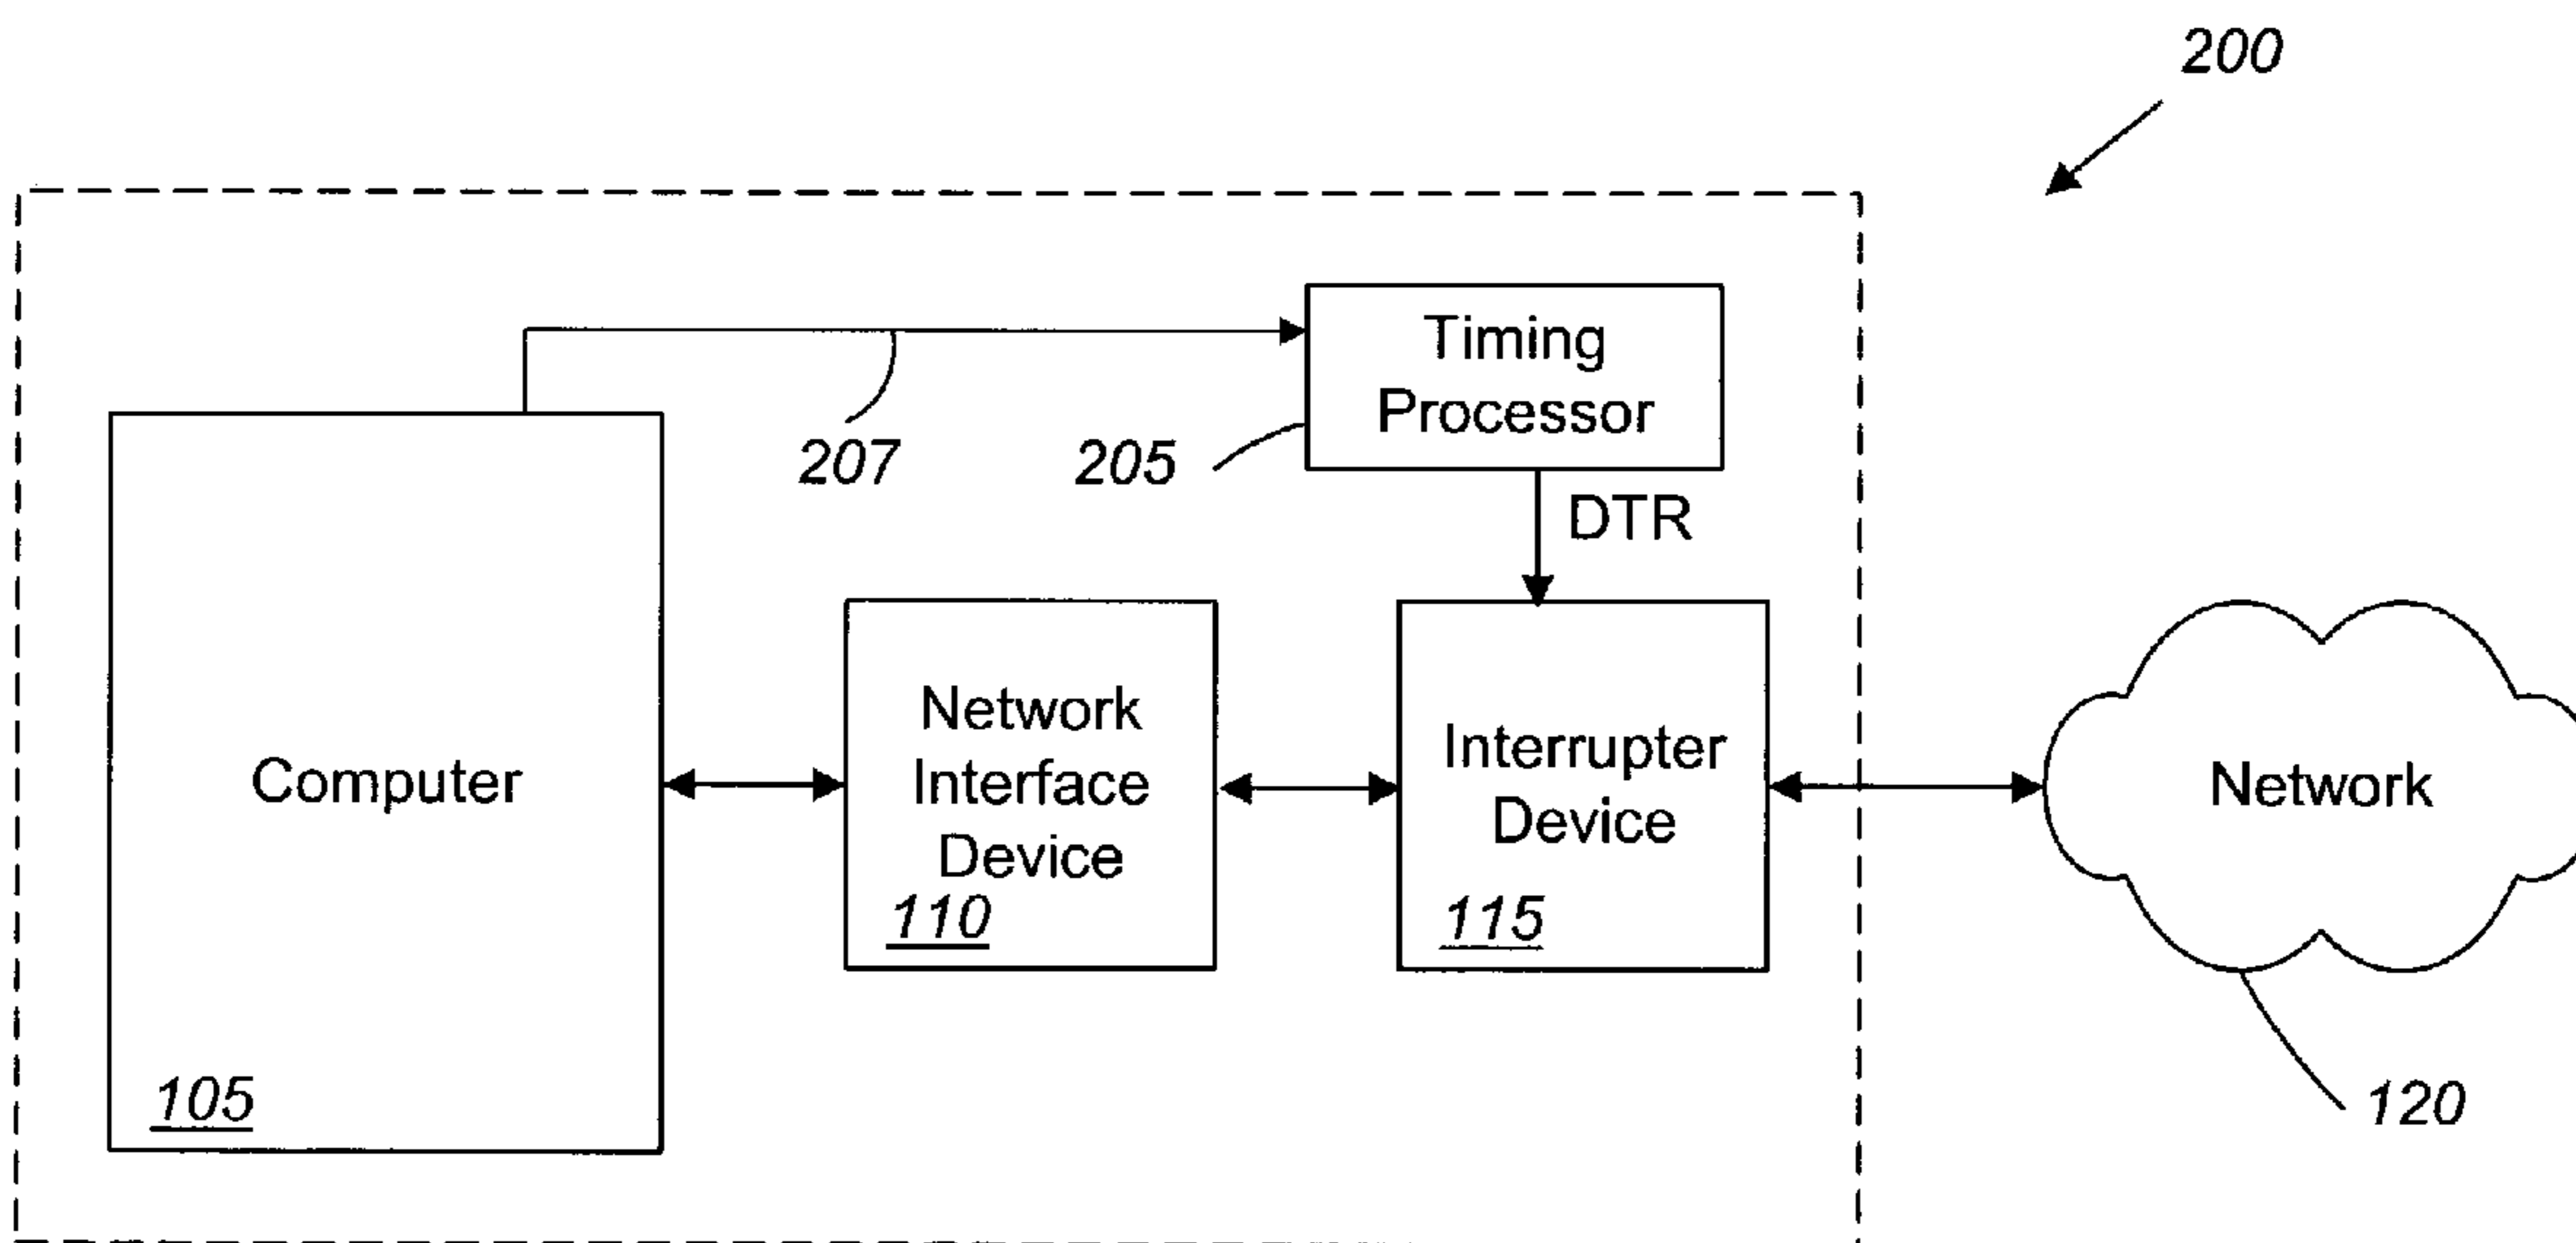 200
Timing
Processor
207
205
DTR
Computer
105
Network
Interface
Device
110
Interrupter
Device
115
Network
120